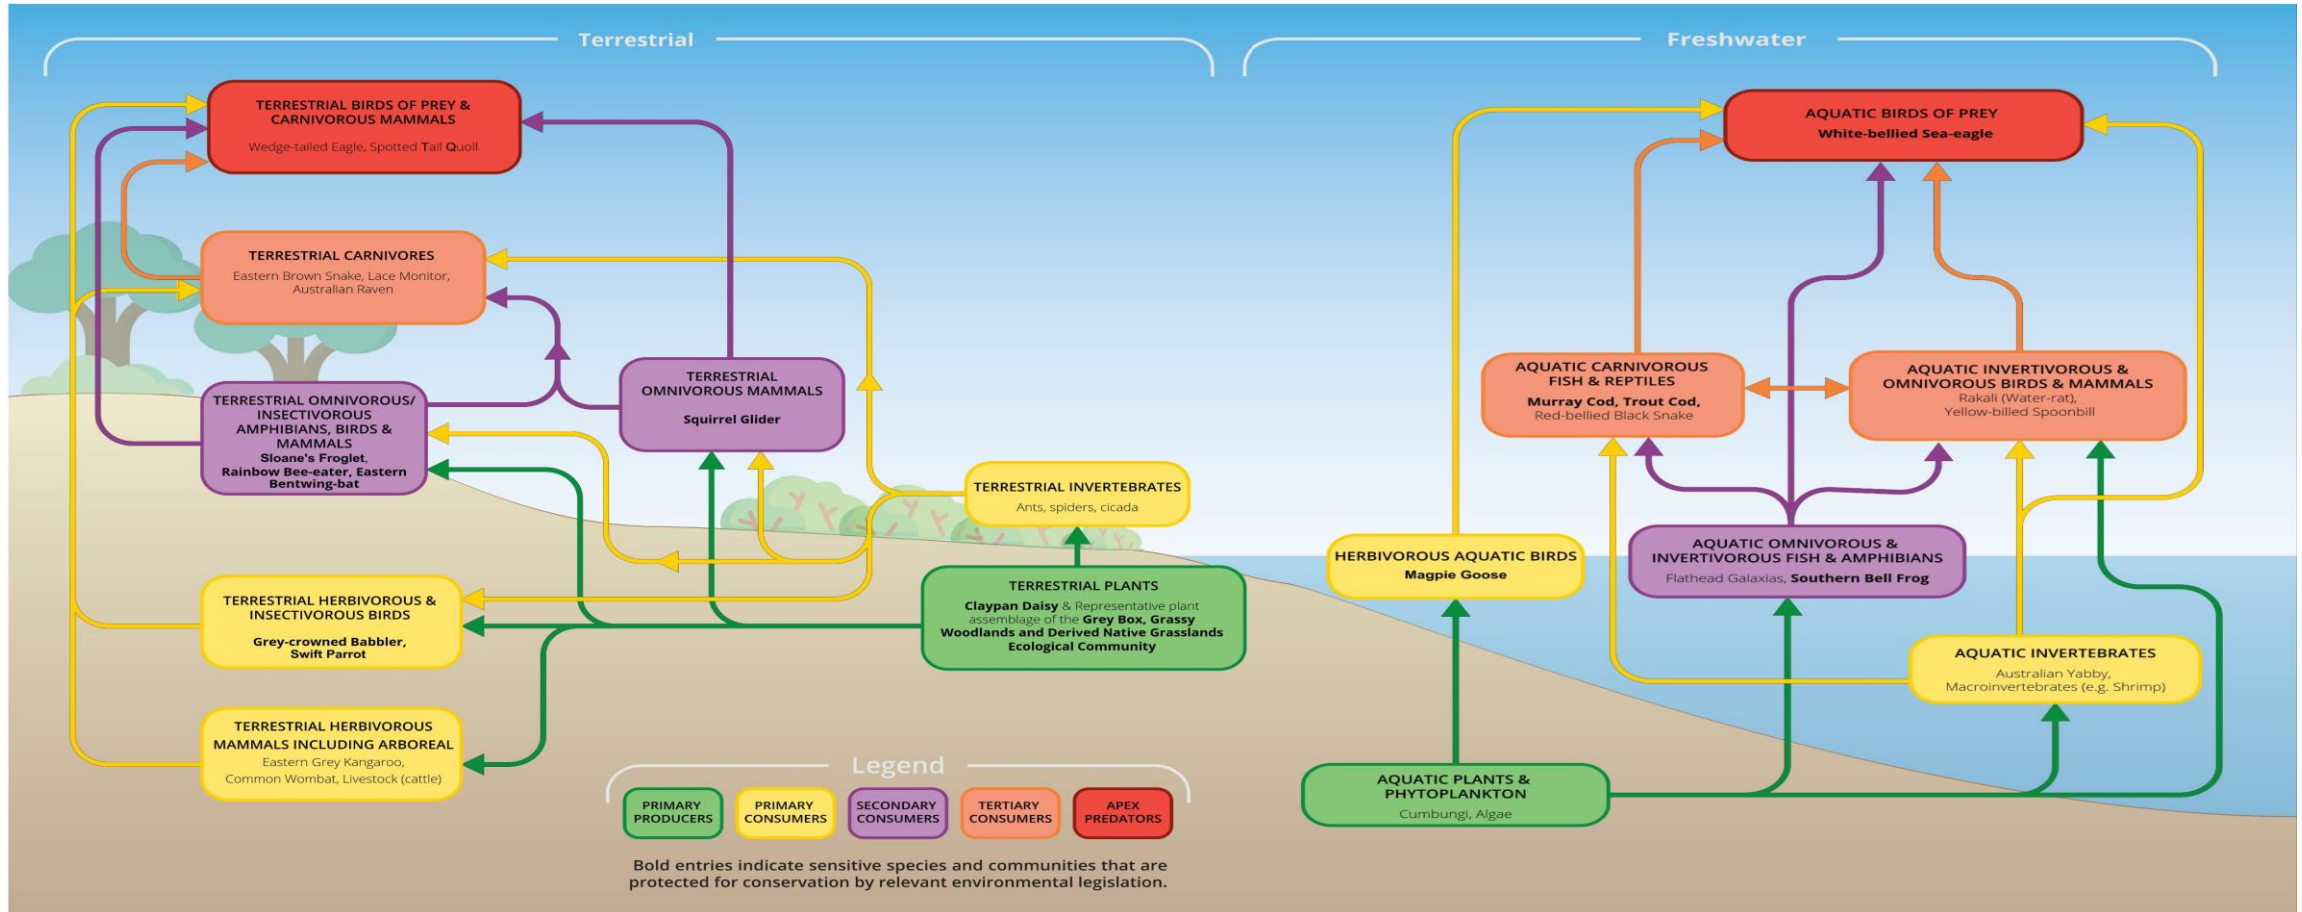 Terrestrial
Freshwater
TERRESTRIAL BIRDS OF PREY &
CARNIVOROUS MAMMALS
Wedge-tailed Eagle, Spotted Tail Quoll
AQUATIC BIRDS OF PREY
White-bellied Sea-eagle
TERRESTRIAL CARNIVORES
Eastern Brown Snake, Lace Monitor,
Australian Raven
TERRESTRIAL OMNIVOROUS/
INSECTIVOROUS
AMPHIBIANS, BIRDS &
MAMMALS
Sloane's Froglet,
Rainbow Bee-eater, Eastern
Bentwing-bat
TERRESTRIAL
OMNIVOROUS MAMMALS
Squirrel Glider
AQUATIC CARNIVOROUS
FISH & REPTILES
Murray Cod, Trout Cod,
Red-bellied Black Snake
AQUATIC INVERTIVOROUS &
OMNIVOROUS BIRDS & MAMMALS
Rakali (Water-rat),
Yellow-billed Spoonbill
TERRESTRIAL INVERTEBRATES
Ants, spiders, cicada
HERBIVOROUS AQUATIC BIRDS
Magpie Goose
AQUATIC OMNIVOROUS &
INVERTIVOROUS FISH & AMPHIBIANS
Flathead Galaxias, Southern Bell Frog
TERRESTRIAL HERBIVOROUS &
INSECTIVOROUS BIRDS
Grey-crowned Babbler,
Swift Parrot
TERRESTRIAL PLANTS
Claypan Daisy & Representative plant
assemblage of the Grey Box, Grassy
Woodlands and Derived Native Grasslands
Ecological Community
AQUATIC INVERTEBRATES
Australian Yabby,
Macroinvertebrates (e.g. Shrimp)
TERRESTRIAL HERBIVOROUS
MAMMALS INCLUDING ARBOREAL
Eastern Grey Kangaroo,
Common Wombat, Livestock (cattle)
AQUATIC PLANTS &
PHYTOPLANKTON
Cumbungi, Algae
Legend
PRIMARY
PRODUCERS
PRIMARY
CONSUMERS
SECONDARY
CONSUMERS
TERTIARY
CONSUMERS
APEX
PREDATORS
Bold entries indicate sensitive species and communities that are
protected for conservation by relevant environmental legislation.